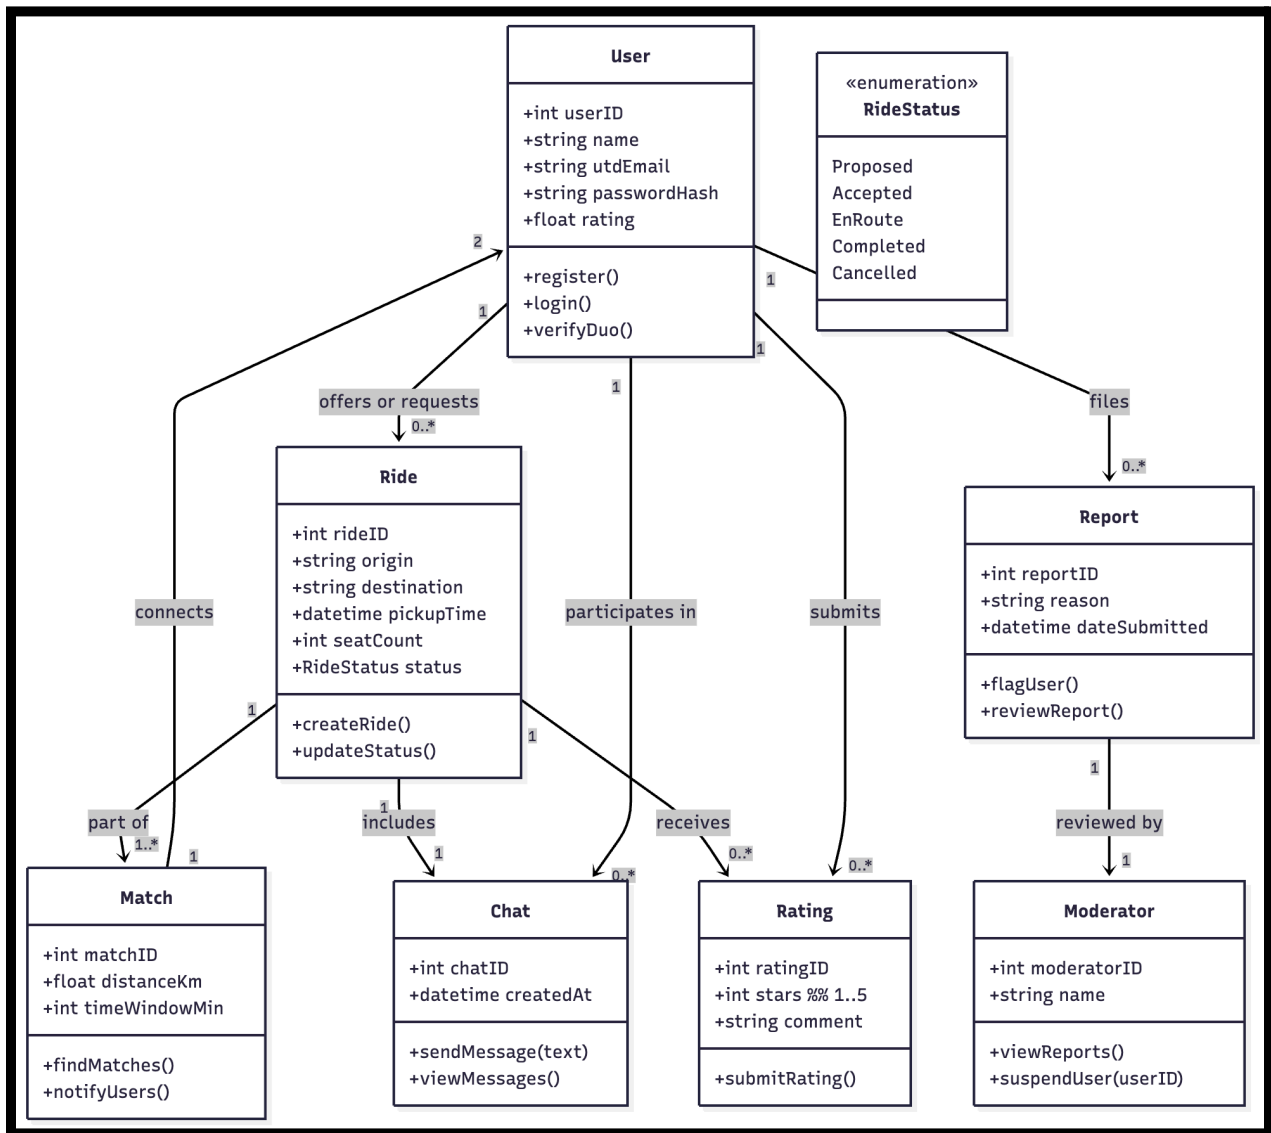 User
+int userID
+string name
+string utdEmail
+string passwordHash
+float rating
+register()
+login()
+verifyDuo()
«enumeration»
RideStatus
Proposed
Accepted
EnRoute
Completed
Cancelled
2
1
1
1
1
offers or requests
0..*
files
0..*
Ride
+int rideID
+string origin
+string destination
+datetime pickupTime
+int seatCount
+RideStatus status
+createRide()
+updateStatus()
Report
+int reportID
+string reason
+datetime dateSubmitted
+flagUser()
+reviewReport()
connects
participates in
submits
1
1
1
1
part of
1..*
1
includes
1
receives
0..*
0..*
0..*
reviewed by
1
Match
+int matchID
+float distanceKm
+int timeWindowMin
+findMatches()
+notifyUsers()
Chat
+int chatID
+datetime createdAt
+sendMessage(text)
+viewMessages()
Rating
+int ratingID
+int stars %% 1..5
+string comment
+submitRating()
Moderator
+int moderatorID
+string name
+viewReports()
+suspendUser(userID)